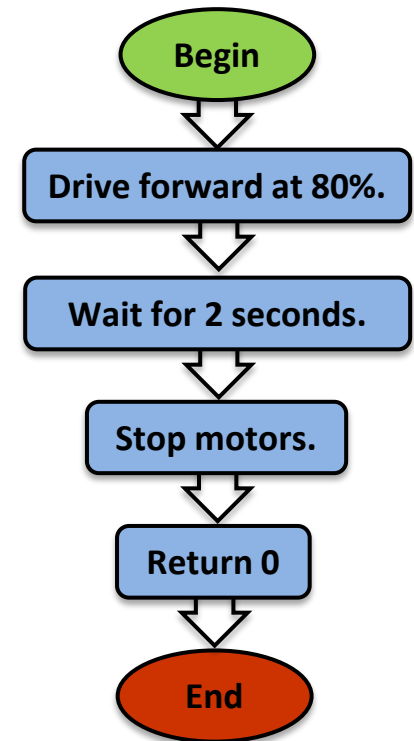 Begin
Drive forward at 80%.
Wait for 2 seconds.
Stop motors.
Return 0
End